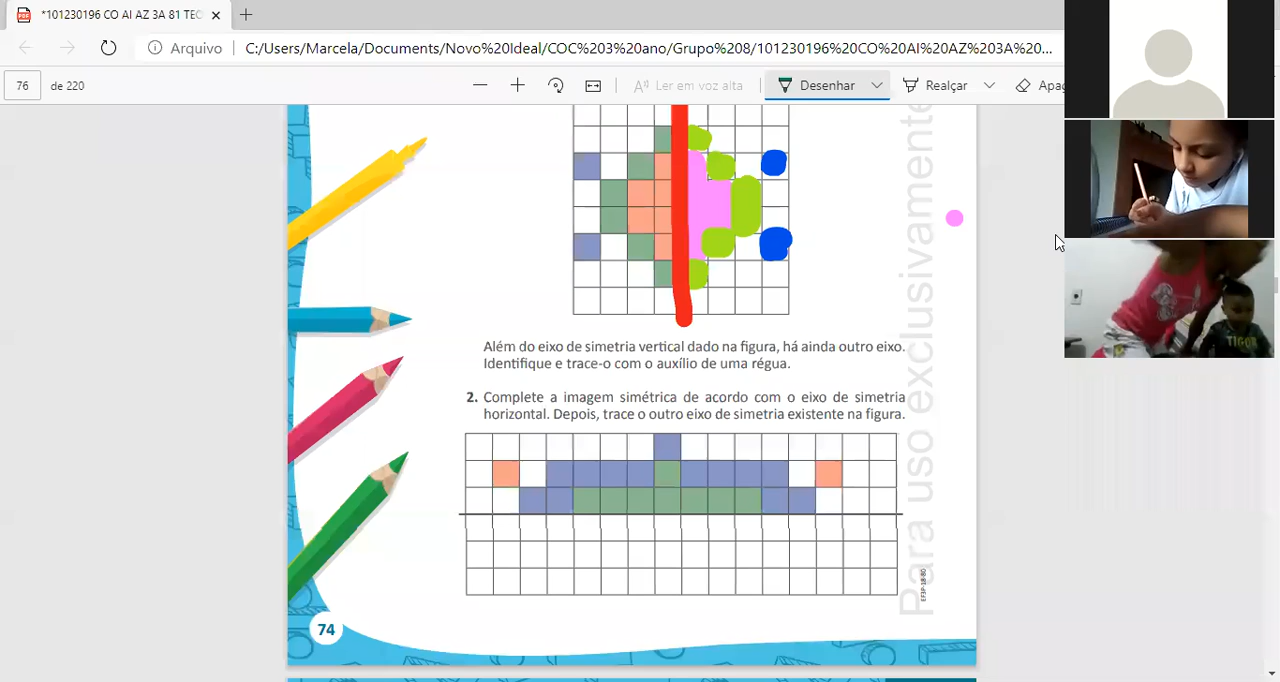 *101230196 CO AI AZ 3A 81 TEC
Arquivo
C:/Users/Marcela/Documents/Novo%20Ideal/COC%203%20ano/Grupo%208/101230196%20CO%20AI%20AZ%203A%20...
76
de 220
Ler em voz alta
Desenhar
Realçar
Apag
Além do eixo de simetria vertical dado na figura, há ainda outro eixo.
Identifique e trace-o com o auxílio de uma régua.
2. Complete a imagem simétrica de acordo com o eixo de simetria
horizontal. Depois, trace o outro eixo de simetria existente na figura.
Para uso exclusivamente
EF3P-18-80
74
TIGOR